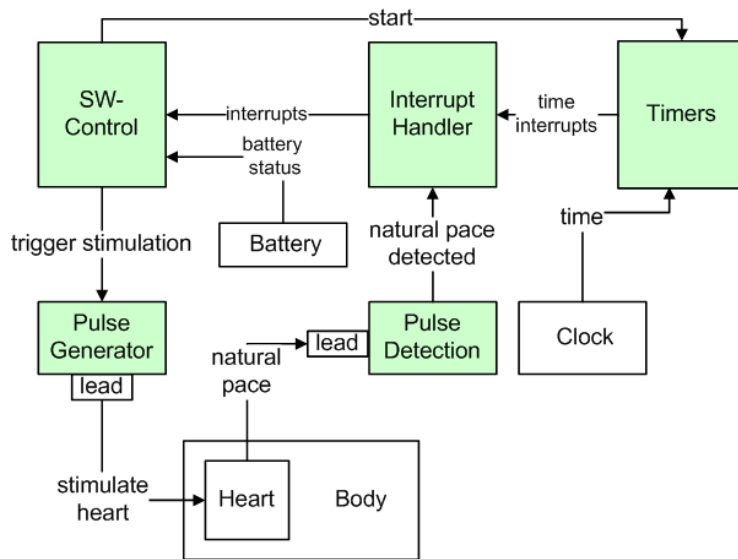 start
SW-
Control
interrupts
Interrupt
Handler
time
interrupts
Timers
battery
status
trigger stimulation
Battery
natural pace
detected
time
Pulse
Generator
lead
natural
pace
lead
Pulse
Detection
Clock
stimulate
heart
Heart
Body